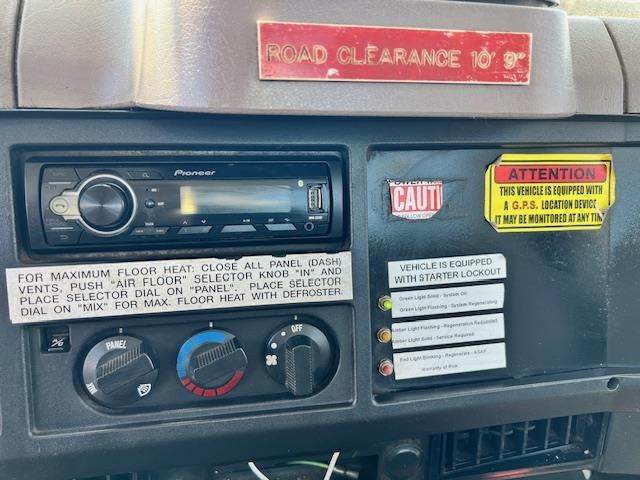 ROAD CLEARANCE 10' 9"
Pioneer
CAUTI
ATTENTION
THIS VEHICLE IS EQUIPPED WITH
A G.P.S. LOCATION DEVICE
IT MAY BE MONITORED AT ANY TIM
FOR MAXIMUM FLOOR HEAT: CLOSE ALL PANEL (DASH)
VENTS, PUSH "AIR FLOOR" SELECTOR KNOB "IN" AND
PLACE SELECTOR DIAL ON "PANEL". PLACE SELECTOR
DIAL ON "MIX" FOR MAX. FLOOR HEAT WITH DEFROSTER.
VEHICLE IS EQUIPPED
WITH STARTER LOCKOUT
Green Light Solid - System OK
Green Light Flashing - System Regenerating
Amber Light Flashing - Regeneration Requested
Amber Light Solid - Service Required
Red Light Blinking - Regenerate - ASAP
Warranty at Risk
A/C
PANEL
OFF